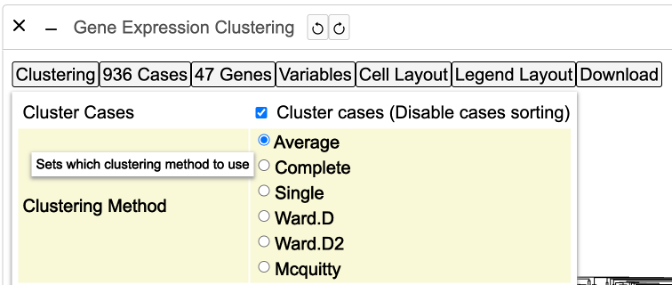 Gene Expression Clustering
Clustering 936 Cases 47 Genes Variables Cell Layout Legend Layout Download
Cluster Cases Cluster cases (Disable cases sorting)
Average
Sets which clustering method to use Complete
Single
Clustering Method
Ward.D
Ward.D2
Mcquitty